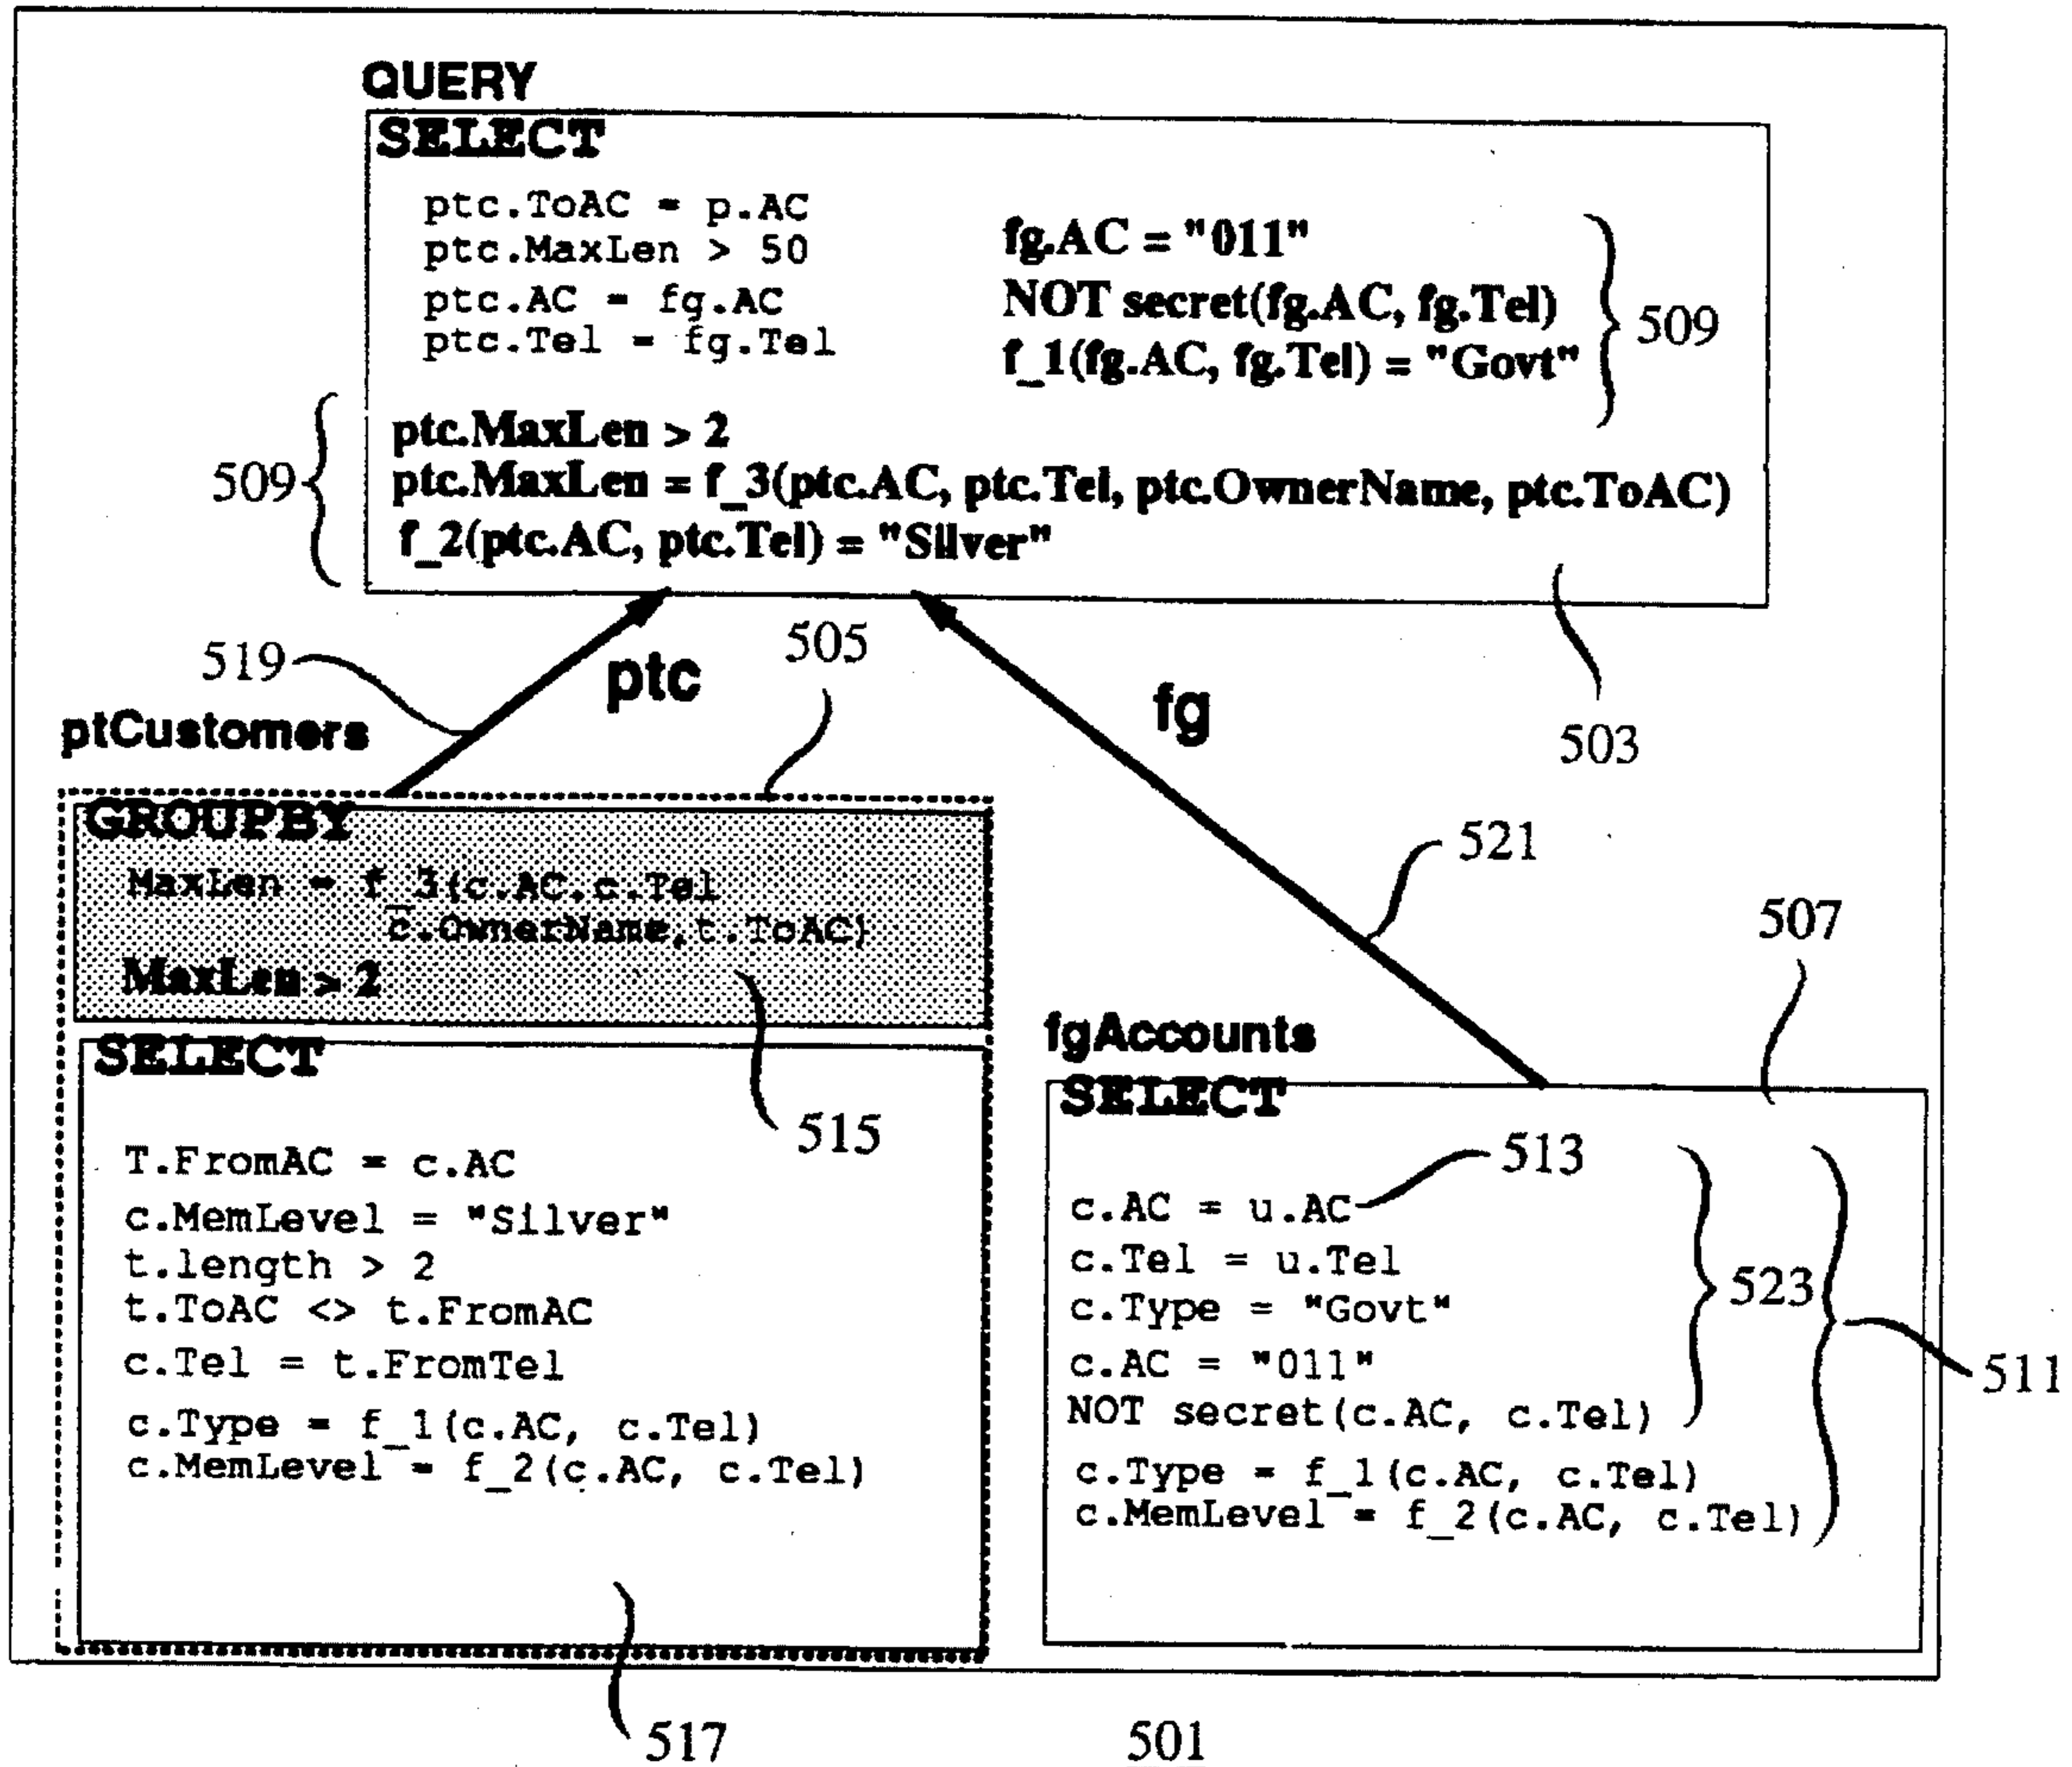 QUERY
SELECT
ptc.ToAC = p.AC
ptc.MaxLen > 50
ptc.AC = fg.AC
ptc.Tel = fg.Tel
fg.AC = "011"
NOT secret(fg.AC, fg.Tel)
f_1(fg.AC, fg.Tel) = "Govt"
509
509
ptc.MaxLen > 2
ptc.MaxLen = f_3(ptc.AC, ptc.Tel, ptc.OwnerName, ptc.ToAC)
f_2(ptc.AC, ptc.Tel) = "Silver"
503
519
ptc
505
fg
521
ptCustomers
GROUPBY
MaxLen = f_3(c.AC.c.Tel
c.OwnerName,t.ToAC)
MaxLen > 2
515
SELECT
T.FromAC = c.AC
c.MemLevel = "Silver"
t.length > 2
t.ToAC <> t.FromAC
c.Tel = t.FromTel
c.Type = f_1(c.AC, c.Tel)
c.MemLevel = f_2(c.AC, c.Tel)
517
507
fgAccounts
SELECT
513
c.AC = u.AC
c.Tel = u.Tel
c.Type = "Govt"
c.AC = "011"
NOT secret(c.AC, c.Tel)
c.Type = f_1(c.AC, c.Tel)
c.MemLevel = f_2(c.AC, c.Tel)
523
511
501